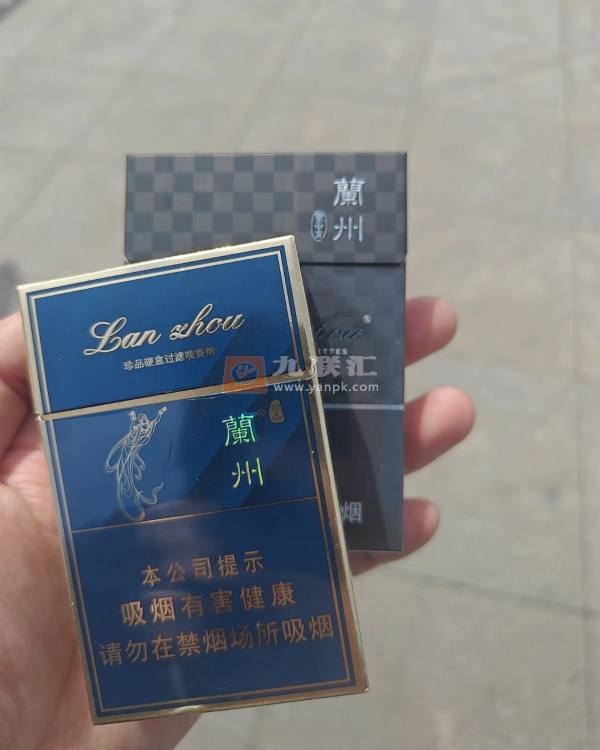 蘭
州
Lan zhou
珍品硬盒过滤嘴香烟
九联汇
www.yanpk.com
蘭
州
本公司提示
吸烟有害健康
请勿在禁烟场所吸烟
烟